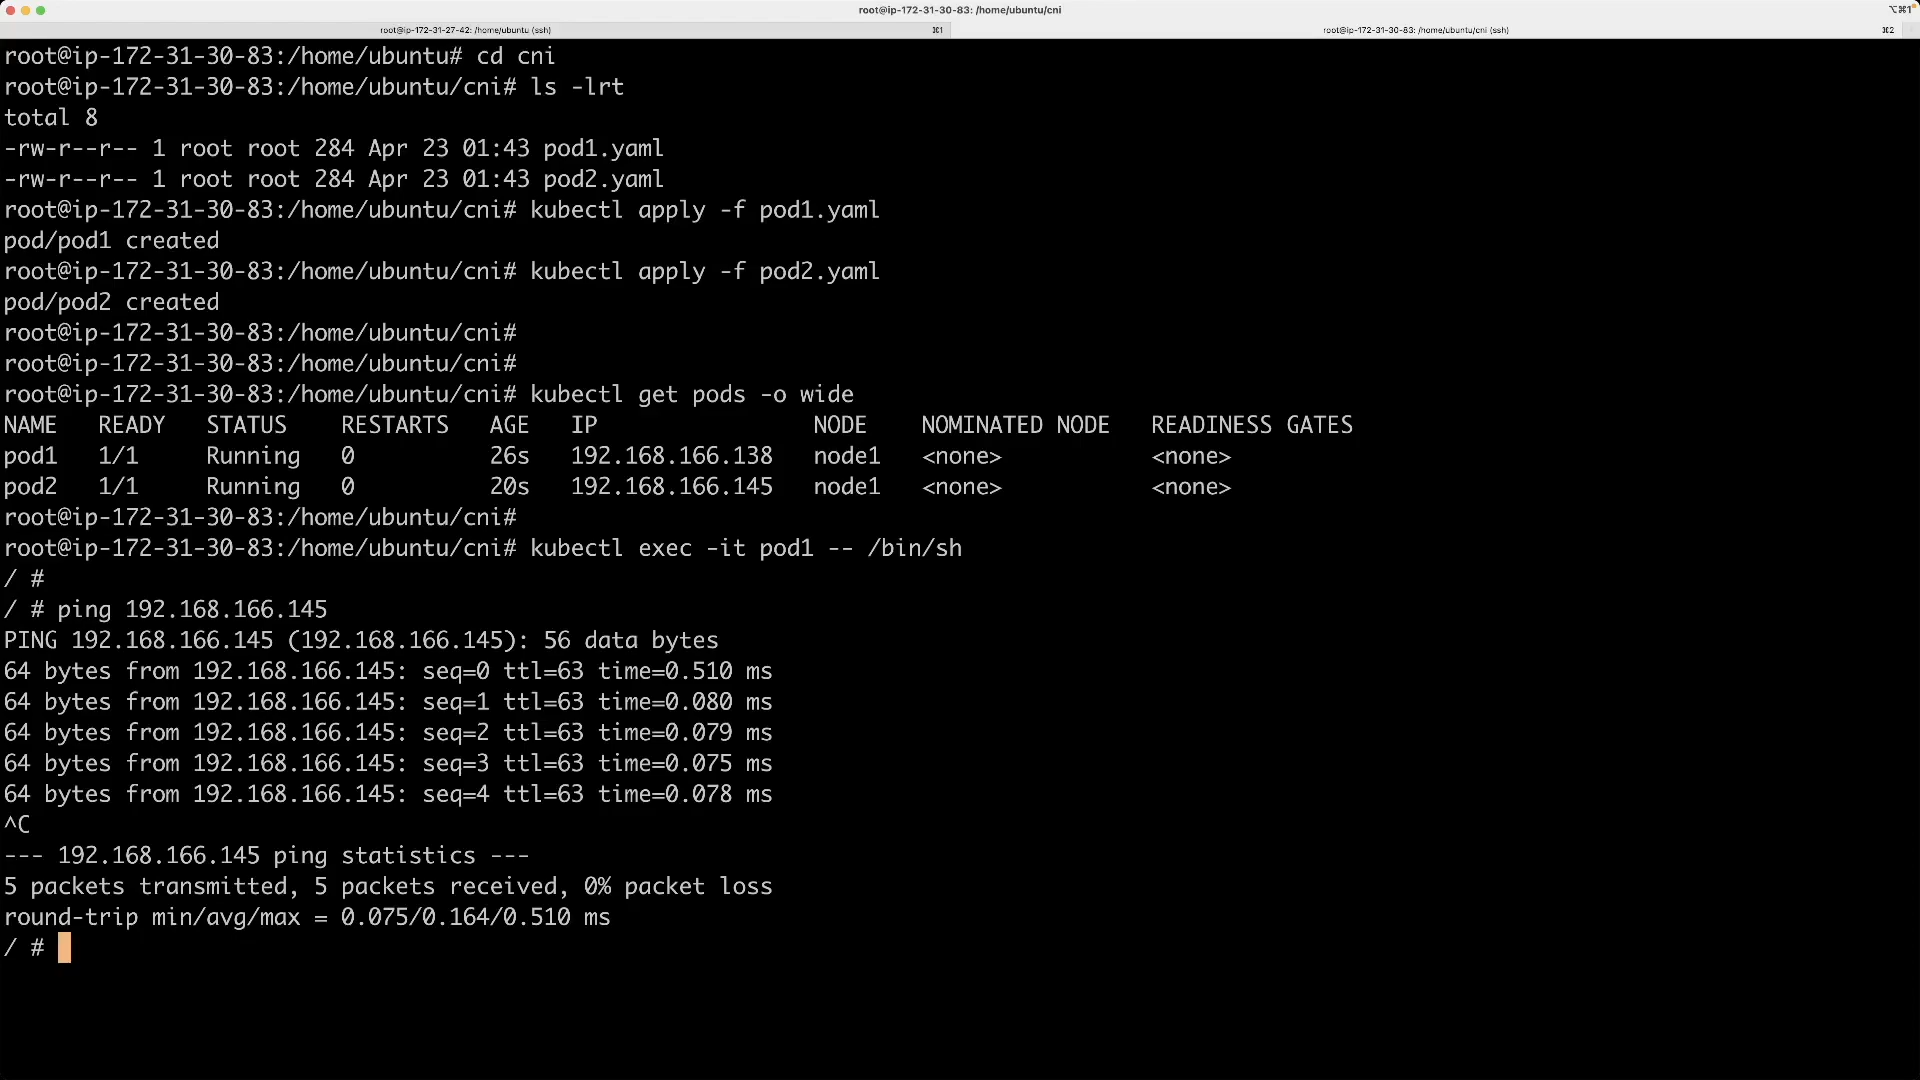 root@ip-172-31-30-83: /home/ubuntu/cni
⌥⌘1
root@ip-172-31-27-42: /home/ubuntu (ssh) ⌘1 root@ip-172-31-30-83: /home/ubuntu/cni (ssh) ⌘2
root@ip-172-31-30-83:/home/ubuntu# cd cni
root@ip-172-31-30-83:/home/ubuntu/cni# ls -lrt
total 8
-rw-r--r-- 1 root root 284 Apr 23 01:43 pod1.yaml
-rw-r--r-- 1 root root 284 Apr 23 01:43 pod2.yaml
root@ip-172-31-30-83:/home/ubuntu/cni# kubectl apply -f pod1.yaml
pod/pod1 created
root@ip-172-31-30-83:/home/ubuntu/cni# kubectl apply -f pod2.yaml
pod/pod2 created
root@ip-172-31-30-83:/home/ubuntu/cni#
root@ip-172-31-30-83:/home/ubuntu/cni#
root@ip-172-31-30-83:/home/ubuntu/cni# kubectl get pods -o wide
NAME   READY   STATUS    RESTARTS   AGE   IP                NODE    NOMINATED NODE   READINESS GATES
pod1   1/1     Running   0          26s   192.168.166.138   node1   <none>           <none>
pod2   1/1     Running   0          20s   192.168.166.145   node1   <none>           <none>
root@ip-172-31-30-83:/home/ubuntu/cni#
root@ip-172-31-30-83:/home/ubuntu/cni# kubectl exec -it pod1 -- /bin/sh
/ #
/ # ping 192.168.166.145
PING 192.168.166.145 (192.168.166.145): 56 data bytes
64 bytes from 192.168.166.145: seq=0 ttl=63 time=0.510 ms
64 bytes from 192.168.166.145: seq=1 ttl=63 time=0.080 ms
64 bytes from 192.168.166.145: seq=2 ttl=63 time=0.079 ms
64 bytes from 192.168.166.145: seq=3 ttl=63 time=0.075 ms
64 bytes from 192.168.166.145: seq=4 ttl=63 time=0.078 ms
^C
--- 192.168.166.145 ping statistics ---
5 packets transmitted, 5 packets received, 0% packet loss
round-trip min/avg/max = 0.075/0.164/0.510 ms
/ #